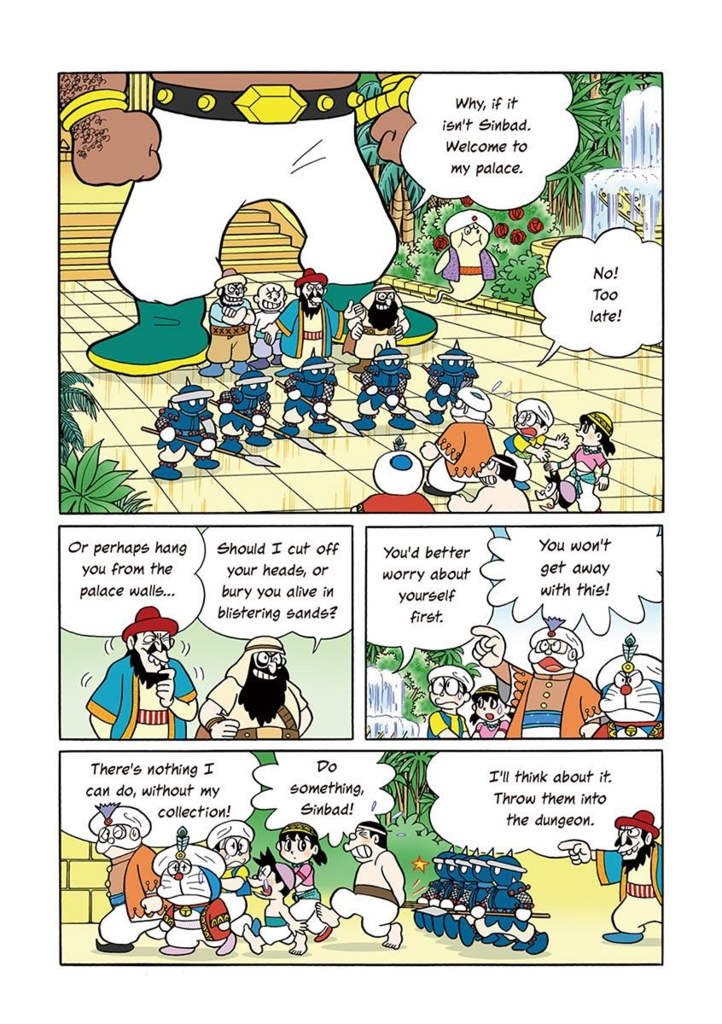 Why, if it
isn't Sinbad.
Welcome to
my palace.
No!
Too
late!
Or perhaps hang
you from the
palace walls...
Should I cut off
your heads, or
bury you alive in
blistering sands?
You'd better
worry about
yourself
first.
You won't
get away
with this!
There's nothing I
can do, without my
collection!
Do
something,
Sinbad!
I'll think about it.
Throw them into
the dungeon.